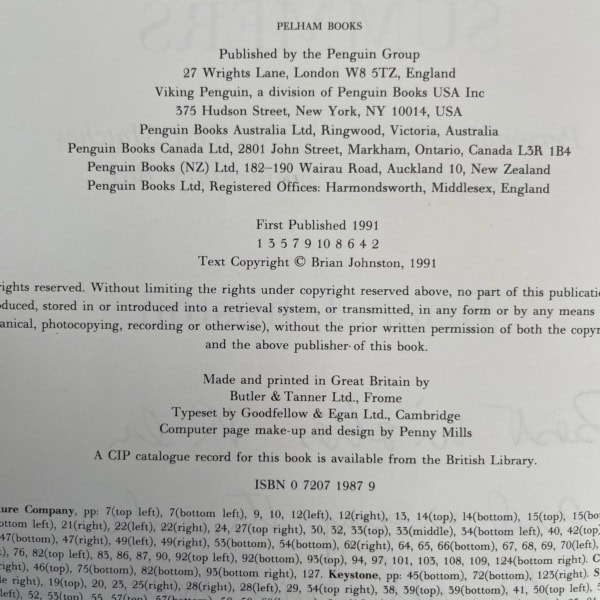 PELHAM BOOKS
Published by the Penguin Group
27 Wrights Lane, London W8 5TZ, England
Viking Penguin, a division of Penguin Books USA Inc
375 Hudson Street, New York, NY 10014, USA
Penguin Books Australia Ltd, Ringwood, Victoria, Australia
Penguin Books Canada Ltd, 2801 John Street, Markham, Ontario, Canada L3R 1B4
Penguin Books (NZ) Ltd, 182–190 Wairau Road, Auckland 10, New Zealand
Penguin Books Ltd, Registered Offices: Harmondsworth, Middlesex, England
First Published 1991
1 3 5 7 9 10 8 6 4 2
Text Copyright © Brian Johnston, 1991
rights reserved. Without limiting the rights under copyright reserved above, no part of this publicatio
oduced, stored in or introduced into a retrieval system, or transmitted, in any form or by any means
anical, photocopying, recording or otherwise), without the prior written permission of both the copyr
and the above publisher of this book.
Made and printed in Great Britain by
Butler & Tanner Ltd., Frome
Typeset by Goodfellow & Egan Ltd., Cambridge
Computer page make-up and design by Penny Mills
A CIP catalogue record for this book is available from the British Library.
ISBN 0 7207 1987 9
ture Company, pp: 7(top left), 7(bottom left), 9, 10, 12(left), 12(right), 13, 14(top), 14(bottom), 15(top), 15(bo
ottom left), 21(right), 22(left), 22(right), 24, 27(top right), 30, 32, 33(top), 33(middle), 34(bottom left), 40, 42(top)
47(bottom), 47(right), 49(left), 49(right), 53(bottom), 54(bottom), 62(right), 64, 65, 66(bottom), 67, 68, 69, 70(left),
), 76, 82(top left), 83, 86, 87, 90, 92(top left), 92(bottom), 93(top), 94, 97, 101, 103, 108, 109, 124(bottom right). C
right), 46(top), 75(bottom), 82(bottom), 93(bottom right), 127. Keystone, pp: 45(bottom), 72(bottom), 123(right). S
dle right), 19(top), 20, 23, 25(right), 28(right), 29(left), 31, 34(top right), 38, 39(top), 39(bottom), 41, 50(top left), 5